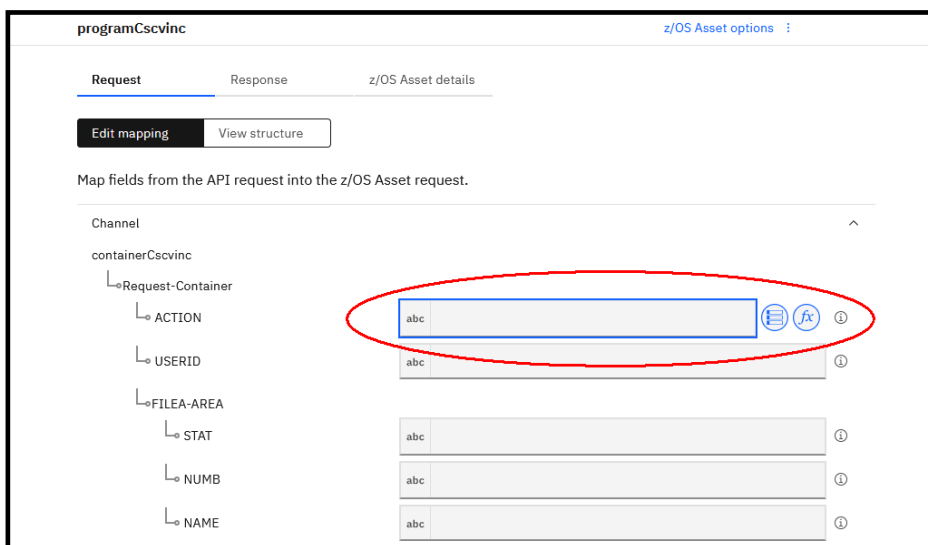 programCscvinc z/OS Asset options
Request Response z/OS Asset details
Edit mapping View structure
Map fields from the API request into the z/OS Asset request.
Channel
containerCscvinc
Request-Container
ACTION abc fx
USERID abc
FILEA-AREA
STAT abc
NUMB abc
NAME abc